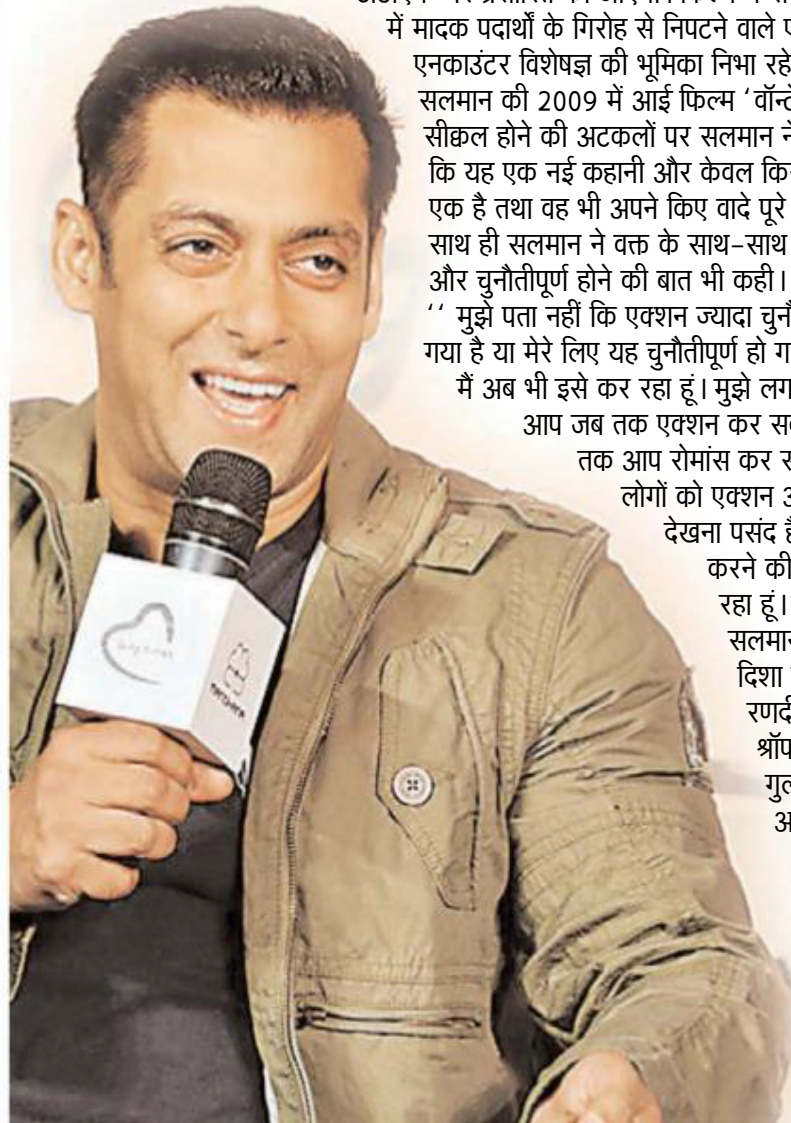 में मादक पदार्थों के गिरोह से निपटने वाले
एनकाउंटर विशेषज्ञ की भूमिका निभा रहे
सलमान की 2009 में आई फिल्म ‘वॉन्टे
सीक्वल होने की अटकलों पर सलमान ने
कि यह एक नई कहानी और केवल
एक है तथा वह भी अपने किए वादे पूरे
साथ ही सलमान ने वक्त के साथ-साथ
और चुनौतीपूर्ण होने की बात भी कही।
‘‘ मुझे पता नहीं कि एक्शन ज्यादा चुनौ
गया है या मेरे लिए यह चुनौतीपूर्ण हो ग
मैं अब भी इसे कर रहा हूं। मुझे लग
आप जब तक एक्शन कर स
तक आप रोमांस कर स
लोगों को एक्शन
देखना पसंद है
करने की
रहा हूं।
सलमान
दिशा
रणदी
श्रॉफ
गुल
अ